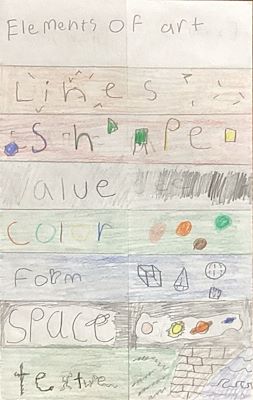 Elements of art
Lines
Shape
Value
Color
Form
Space
texture